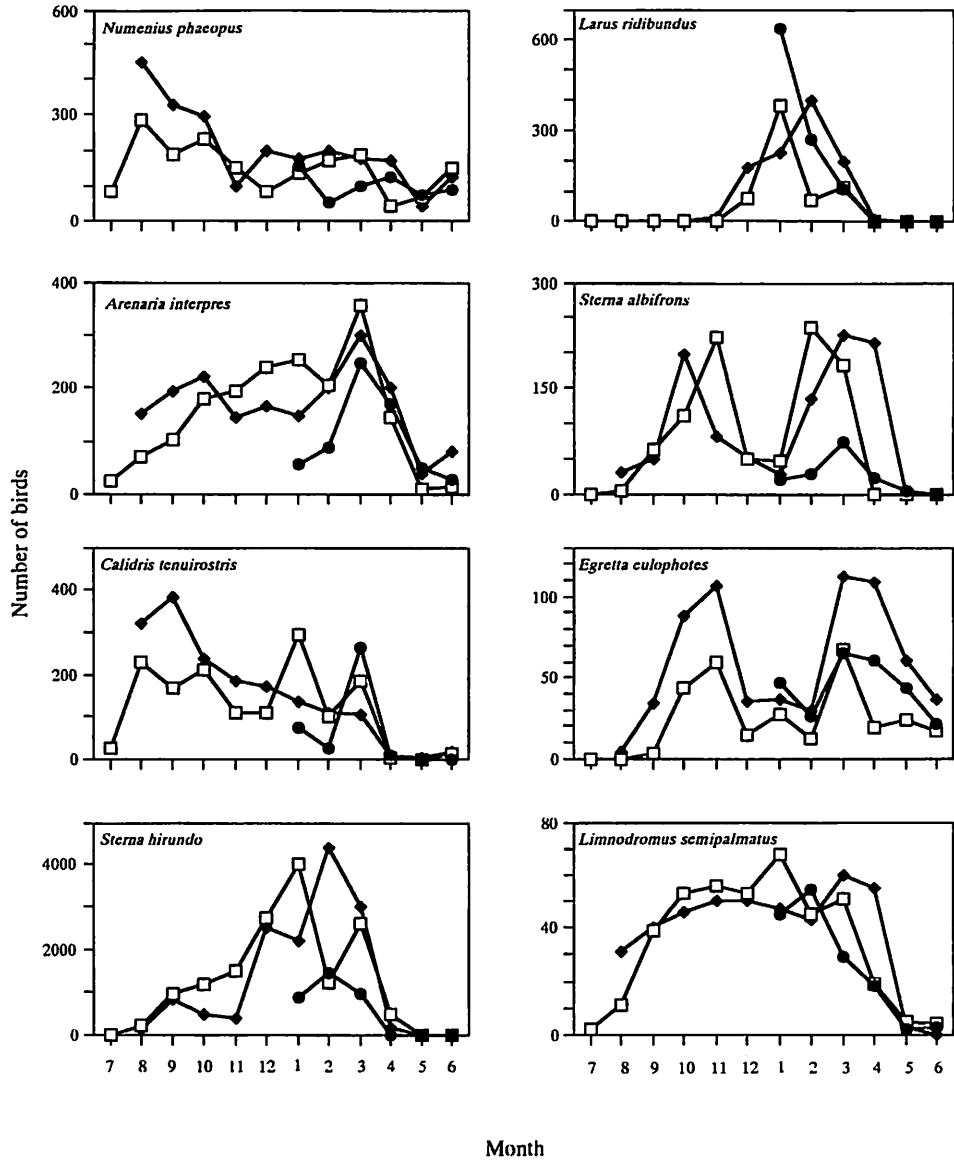 Number of birds
Numenius phaeopus
600
300
0
Larus ridibundus
600
300
0
Arenaria interpres
400
200
0
Sterna albifrons
300
150
0
Calidris tenuirostris
400
200
0
Egretta eulophotes
100
50
0
Sterna hirundo
4000
2000
0
7 8 9 10 11 12 1 2 3 4 5 6
Limnodromus semipalmatus
80
40
0
7 8 9 10 11 12 1 2 3 4 5 6
Month